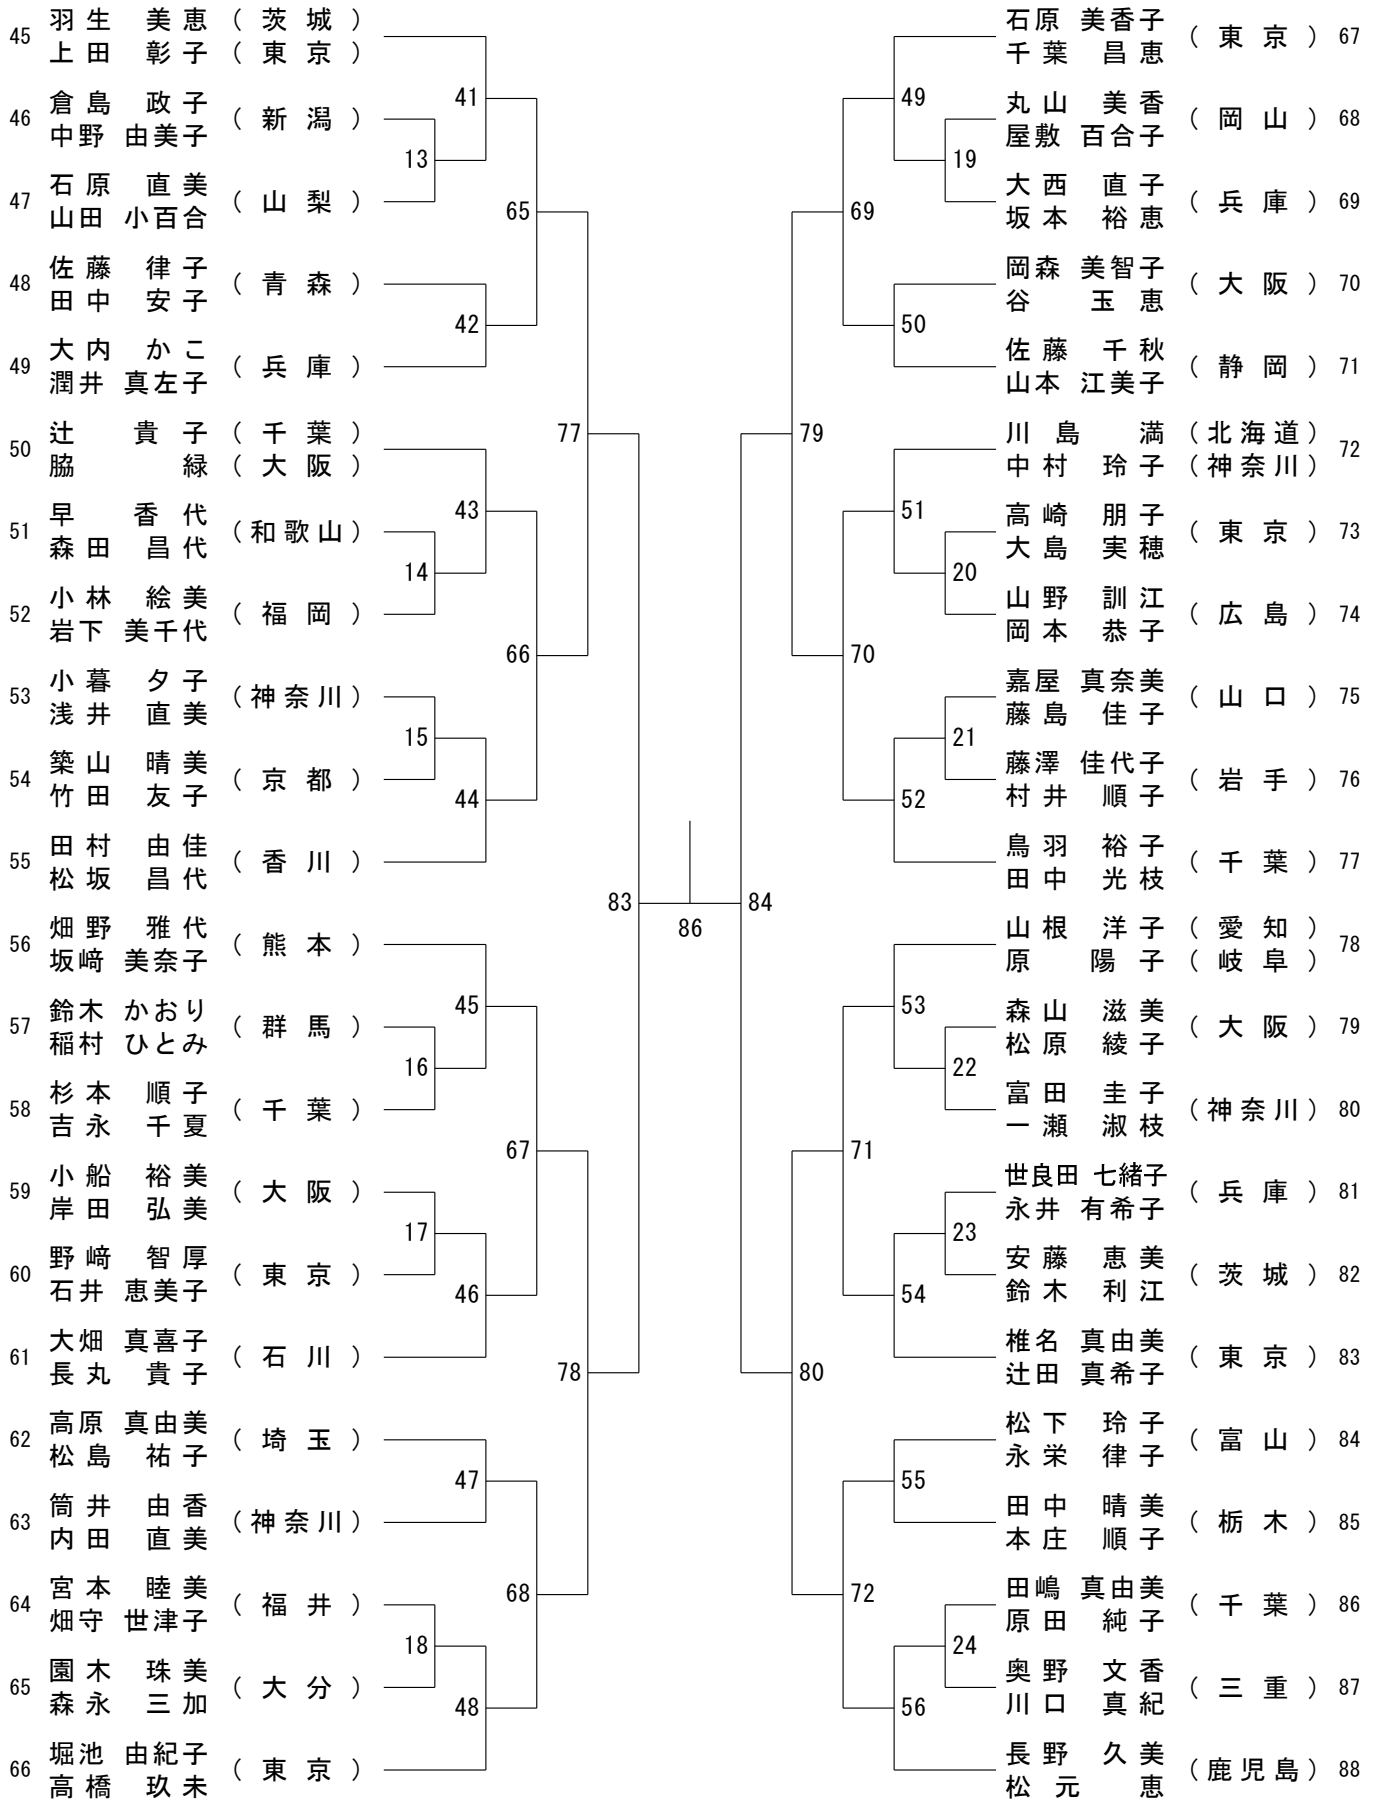 45 羽生 美恵 (茨城)
上田 彰子 (東京)
46 倉島 政子 (新潟)
中野 由美子
47 石原 直美 (山梨)
山田 小百合
48 佐藤 律子 (青森)
田中 安子
49 大内 かこ (兵庫)
潤井 真左子
50 辻 貴子 (千葉)
脇 緑 (大阪)
51 早 香代 (和歌山)
森田 昌代
52 小林 絵美 (福岡)
岩下 美千代
53 小暮 夕子 (神奈川)
浅井 直美
54 築山 晴美 (京都)
竹田 友子
55 田村 由佳 (香川)
松坂 昌代
56 畑野 雅代 (熊本)
坂﨑 美奈子
57 鈴木 かおり (群馬)
稲村 ひとみ
58 杉本 順子 (千葉)
吉永 千夏
59 小船 裕美 (大阪)
岸田 弘美
60 野﨑 智厚 (東京)
石井 恵美子
61 大畑 真喜子 (石川)
長丸 貴子
62 高原 真由美 (埼玉)
松島 祐子
63 筒井 由香 (神奈川)
内田 直美
64 宮本 睦美 (福井)
畑守 世津子
65 園木 珠美 (大分)
森永 三加
66 堀池 由紀子 (東京)
高橋 玖未
41
13
65
42
77
43
14
66
15
44
83
45
16
67
17
46
78
47
68
18
48
86
84
49
19
69
50
79
51
20
70
21
52
53
22
71
23
54
80
55
72
24
56
石原 美香子 (東京) 67
千葉 昌恵
丸山 美香 (岡山) 68
屋敷 百合子
大西 直子 (兵庫) 69
坂本 裕恵
岡森 美智子 (大阪) 70
谷 玉恵
佐藤 千秋 (静岡) 71
山本 江美子
川島 満 (北海道) 72
中村 玲子 (神奈川)
高崎 朋子 (東京) 73
大島 実穂
山野 訓江 (広島) 74
岡本 恭子
嘉屋 真奈美 (山口) 75
藤島 佳子
藤澤 佳代子 (岩手) 76
村井 順子
鳥羽 裕子 (千葉) 77
田中 光枝
山根 洋子 (愛知) 78
原 陽子 (岐阜)
森山 滋美 (大阪) 79
松原 綾子
富田 圭子 (神奈川) 80
一瀬 淑枝
世良田 七緒子 (兵庫) 81
永井 有希子
安藤 恵美 (茨城) 82
鈴木 利江
椎名 真由美 (東京) 83
辻田 真希子
松下 玲子 (富山) 84
永栄 律子
田中 晴美 (栃木) 85
本庄 順子
田嶋 真由美 (千葉) 86
原田 純子
奥野 文香 (三重) 87
川口 真紀
長野 久美 (鹿児島) 88
松元 恵